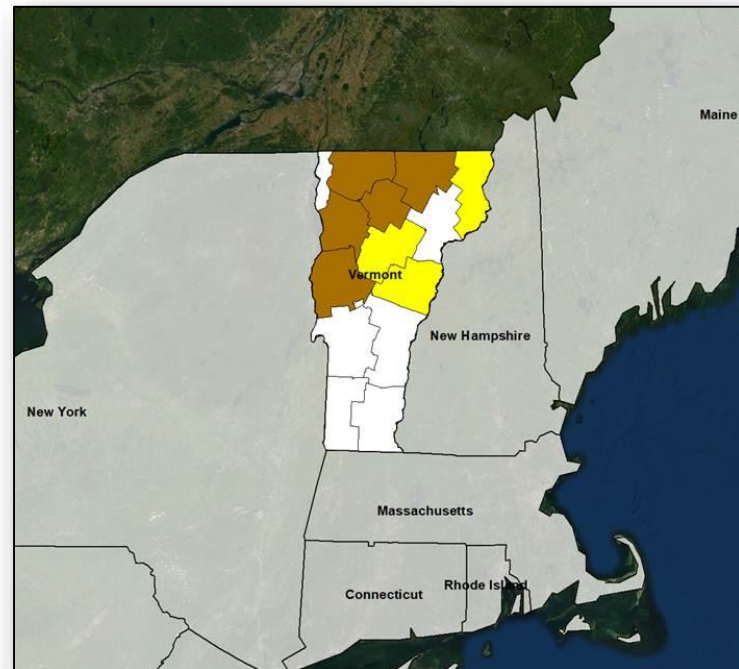 Maine
Vermont
New Hampshire
New York
Massachusetts
Connecticut
Rhode Island